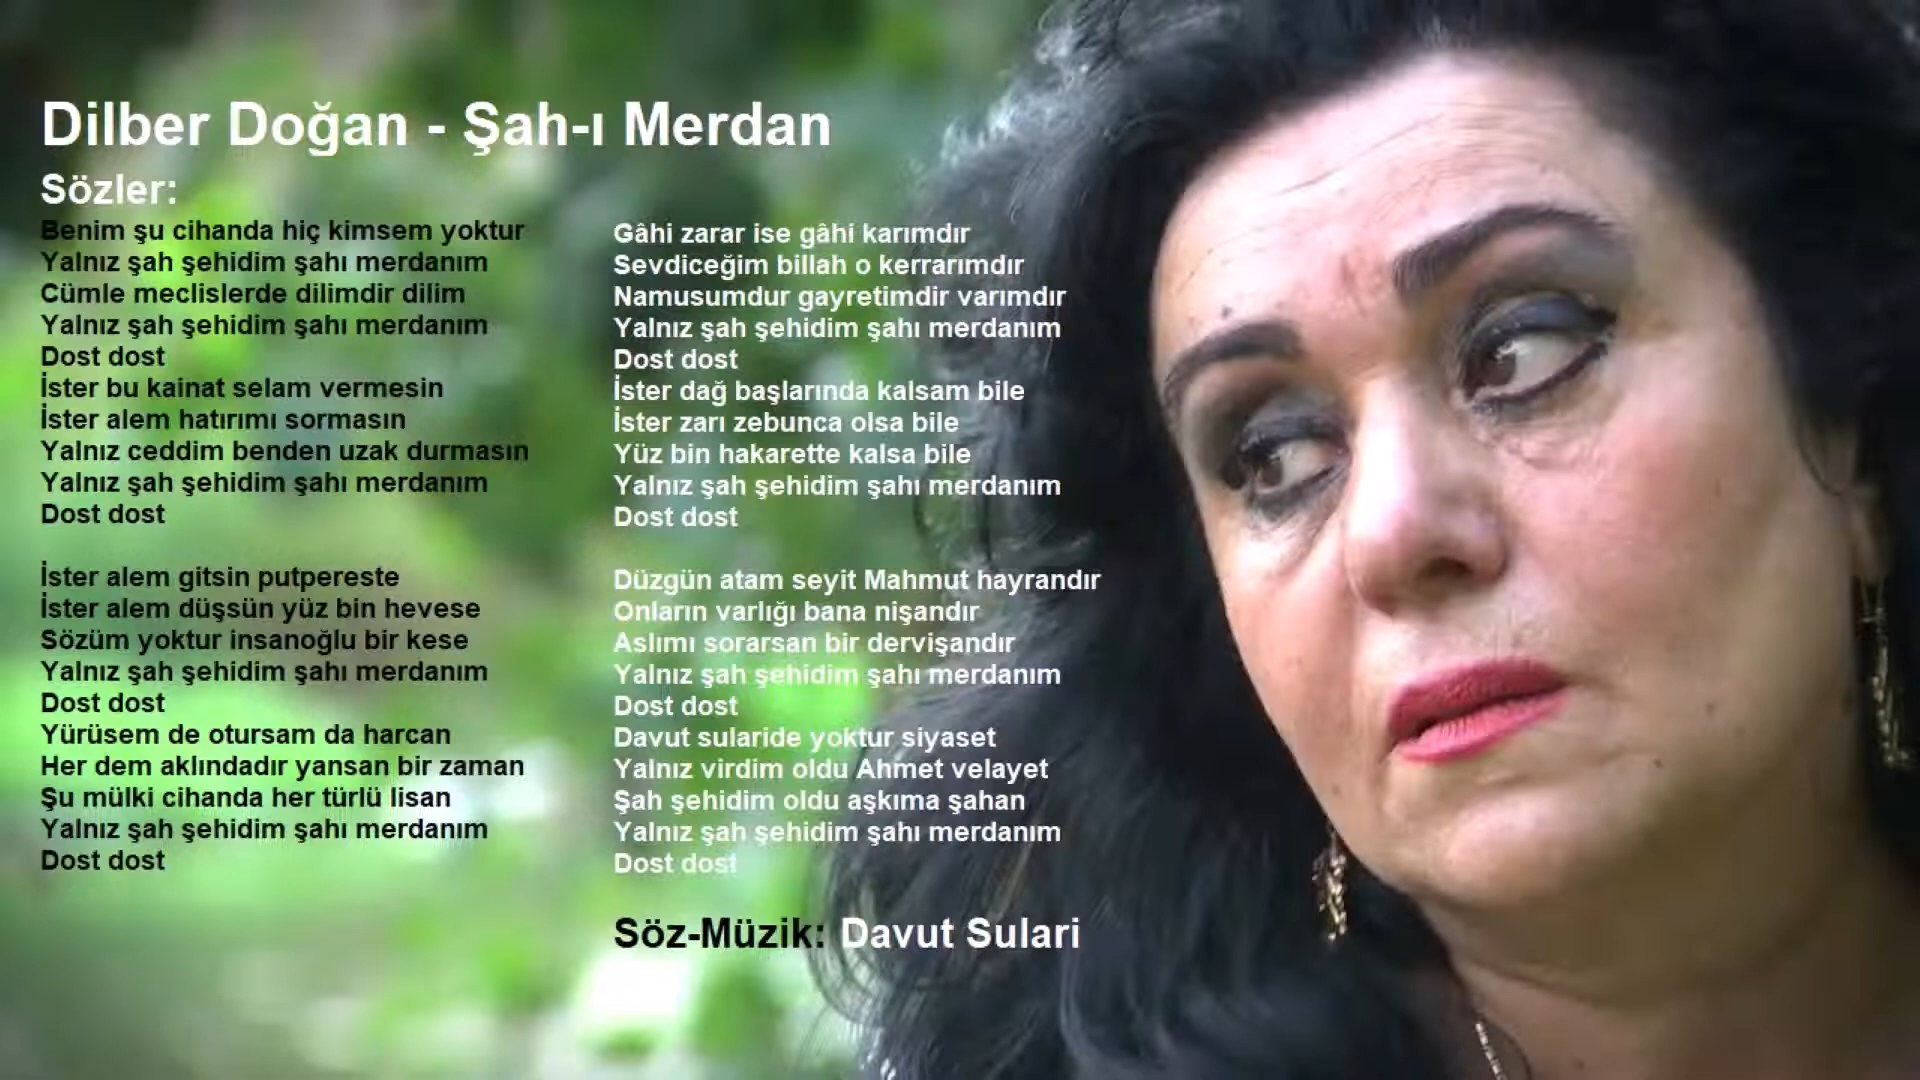 Dilber Doğan - Şah-ı Merdan
Sözler:
Benim şu cihanda hiç kimsem yoktur
Yalnız şah şehidim şahı merdanım
Cümle meclislerde dilimdir dilim
Yalnız şah şehidim şahı merdanım
Dost dost
İster bu kainat selam vermesin
İster alem hatırımı sormasın
Yalnız ceddim benden uzak durmasın
Yalnız şah şehidim şahı merdanım
Dost dost
İster alem gitsin putpereste
İster alem düşsün yüz bin hevese
Sözüm yoktur insanoğlu bir kese
Yalnız şah şehidim şahı merdanım
Dost dost
Yürüsem de otursam da harcan
Her dem aklındadır yansan bir zaman
Şu mülki cihanda her türlü lisan
Yalnız şah şehidim şahı merdanım
Dost dost
Gâhi zarar ise gâhi karımdır
Sevdiceğim billah o kerrarımdır
Namusumdur gayretimdir varımdır
Yalnız şah şehidim şahı merdanım
Dost dost
İster dağ başlarında kalsam bile
İster zarı zebunca olsa bile
Yüz bin hakarette kalsa bile
Yalnız şah şehidim şahı merdanım
Dost dost
Düzgün atam seyit Mahmut hayrandır
Onların varlığı bana nişandır
Aslımı sorarsan bir dervişandır
Yalnız şah şehidim şahı merdanım
Dost dost
Davut sularide yoktur siyaset
Yalnız virdim oldu Ahmet velayet
Şah şehidim oldu aşkıma şahan
Yalnız şah şehidim şahı merdanım
Dost dost
Söz-Müzik: Davut Sulari